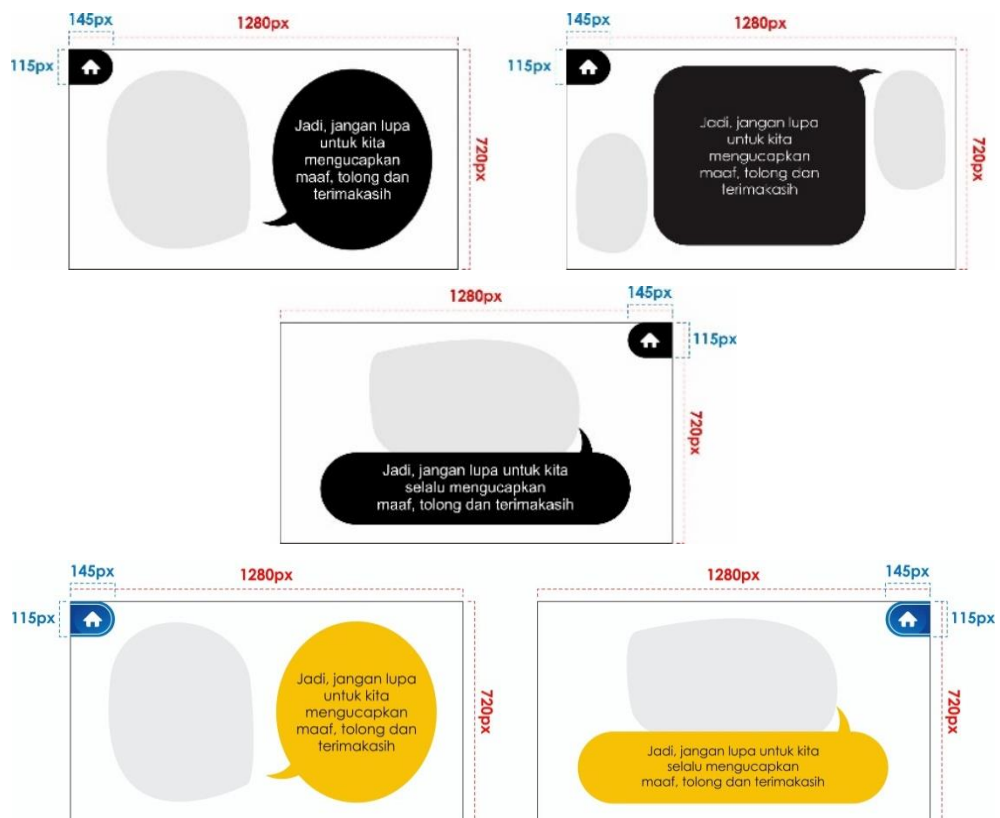 145px
1280px
115px
720px
Jadi, jangan lupa
untuk kita
mengucapkan
maaf, tolong dan
terimakasih
145px
1280px
115px
720px
Jadi, jangan lupa
untuk kita
mengucapkan
maaf, tolong dan
terimakasih
1280px
145px
115px
720px
Jadi, jangan lupa untuk kita
selalu mengucapkan
maaf, tolong dan terimakasih
145px
1280px
115px
720px
Jadi, jangan lupa
untuk kita
mengucapkan
maaf, tolong dan
terimakasih
1280px
145px
115px
720px
Jadi, jangan lupa untuk kita
selalu mengucapkan
maaf, tolong dan terimakasih